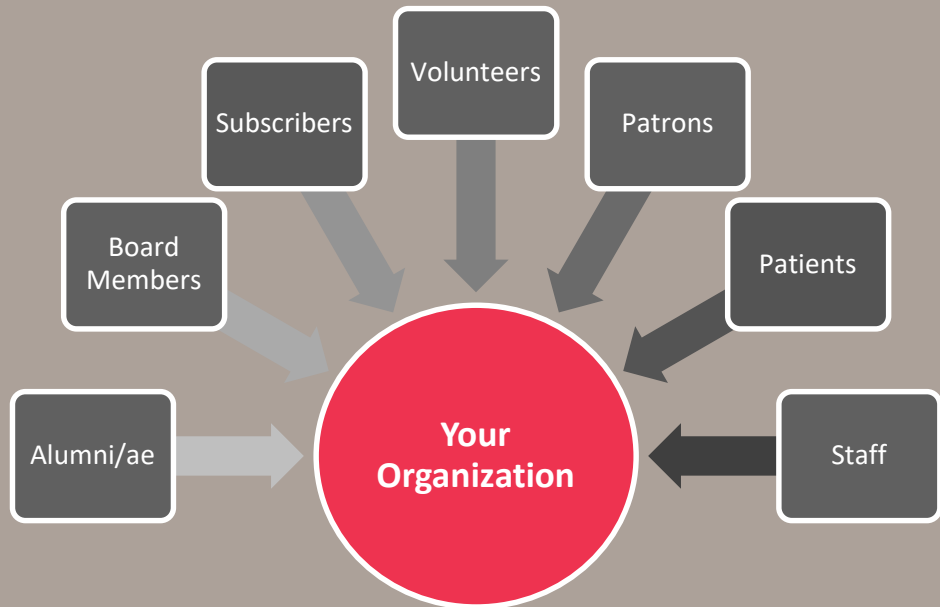 Volunteers
Subscribers
Patrons
Board
Members
Patients
Alumni/ae
Your
Organization
Staff